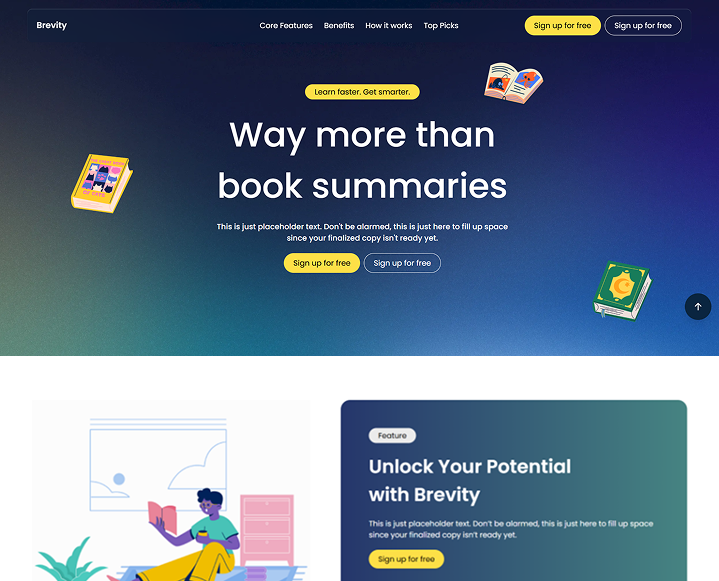 Brevity
Core Features
Benefits
How it works
Top Picks
Sign up for free
Sign up for free
Learn faster. Get smarter.
Way more than
book summaries
This is just placeholder text. Don't be alarmed, this is just here to fill up space
since your finalized copy isn't ready yet.
Sign up for free
Sign up for free
Feature
Unlock Your Potential
with Brevity
This is just placeholder text. Don't be alarmed, this is just here to fill up space
since your finalized copy isn't ready yet.
Sign up for free